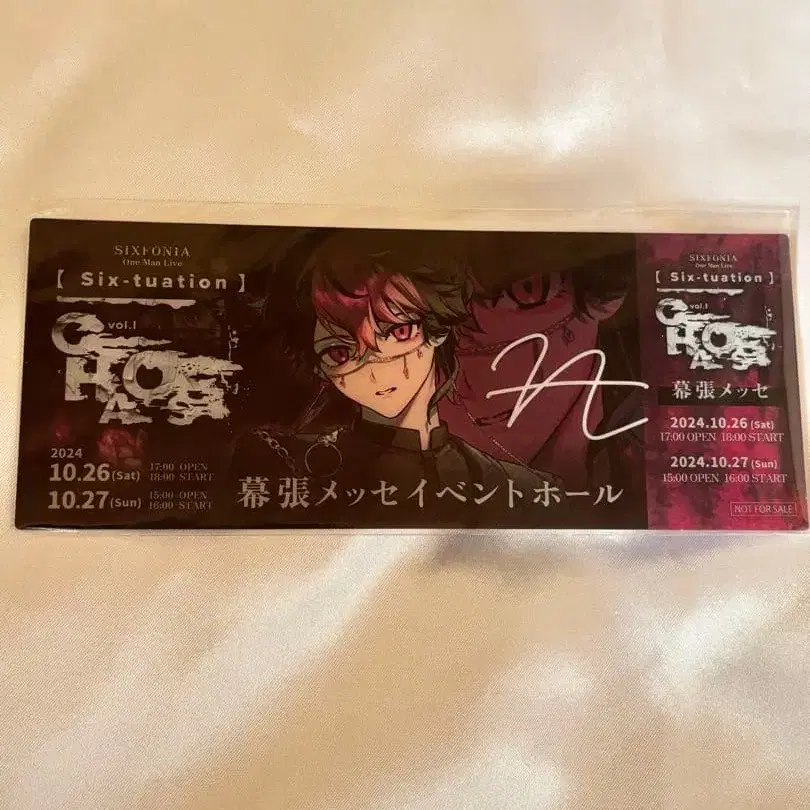 SIXFONIA
One Man Live
【 Six-tuation 】
vol.1
CHAOS
2024
10.26(Sat) 17:00 OPEN 18:00 START
10.27(Sun) 15:00 OPEN 16:00 START
幕張メッセイベントホール
SIXFONIA
One Man Live
【 Six-tuation 】
vol.1
CHAOS
幕張メッセ
2024.10.26 (Sat)
17:00 OPEN 18:00 START
2024.10.27 (Sun)
15:00 OPEN 16:00 START
NOT FOR SALE